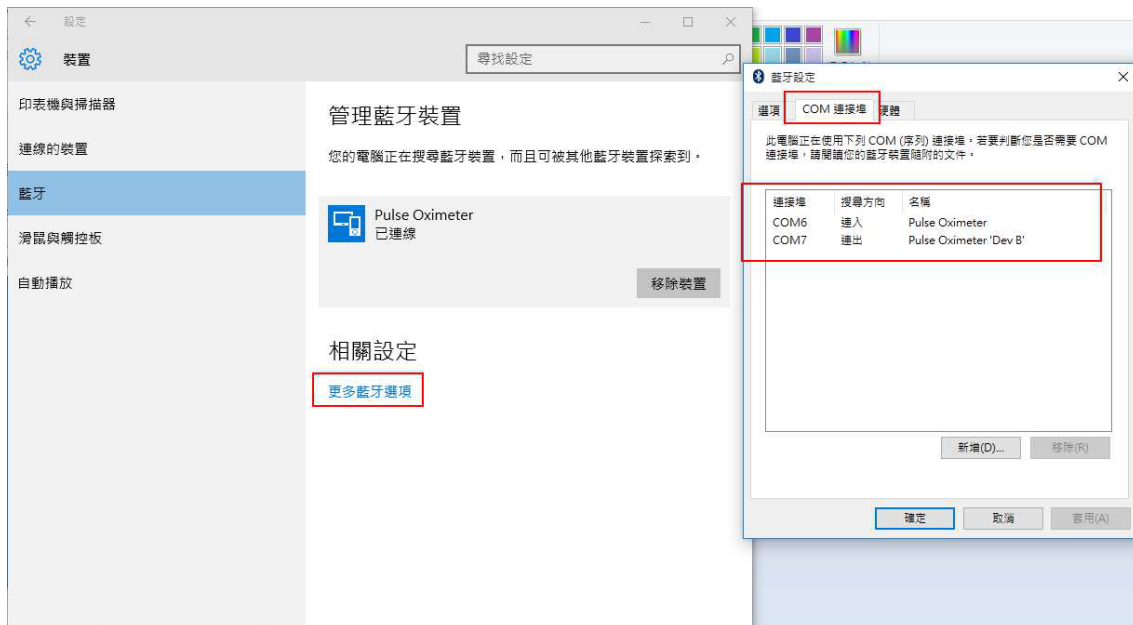 設定
裝置
尋找設定
印表機與掃描器
連線的裝置
藍牙
滑鼠與觸控板
自動播放
管理藍牙裝置
您的電腦正在搜尋藍牙裝置，而且可被其他藍牙裝置探索到。
Pulse Oximeter
已連線
移除裝置
相關設定
更多藍牙選項
藍牙設定
選項 COM 連接埠 硬體
此電腦正在使用下列 COM (序列) 連接埠。若要判斷您是否需要 COM
連接埠，請閱讀您的藍牙裝置隨附的文件。
連接埠 搜尋方向 名稱
COM6 連入 Pulse Oximeter
COM7 連出 Pulse Oximeter 'Dev B'
新增(D)... 移除(R)
確定 取消 套用(A)